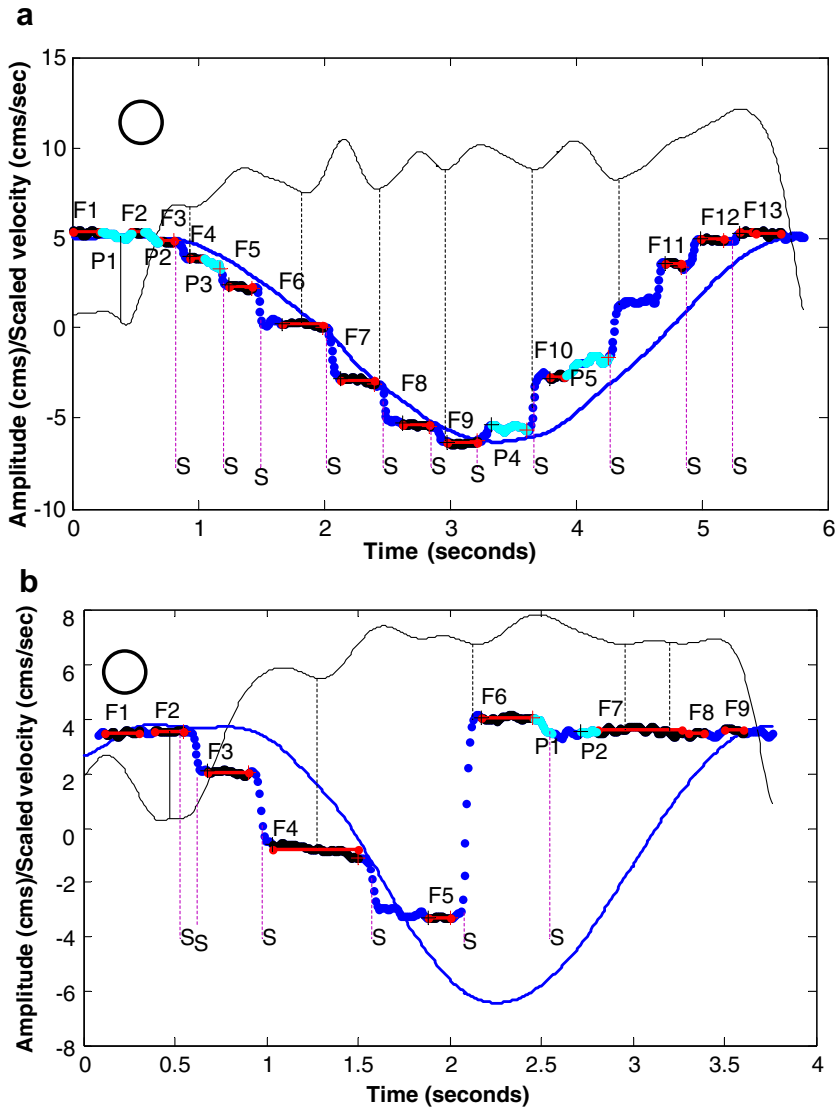 a
Amplitude (cms)/Scaled velocity (cms/sec)
15
10
5
0
-5
-10
F1 F2 F3 F4 F5 F6 F7 F8 F9 F10 F11 F12 F13
P1 P2 P3 P4 P5
S S S S S S S S S S S
0 1 2 3 4 5 6
Time (seconds)
b
Amplitude (cms)/Scaled velocity (cms/sec)
8
6
4
2
0
-2
-4
-6
-8
F1 F2 F3 F4 F5 F6 F7 F8 F9
P1 P2
S S S S S S
0 0.5 1 1.5 2 2.5 3 3.5 4
Time (seconds)